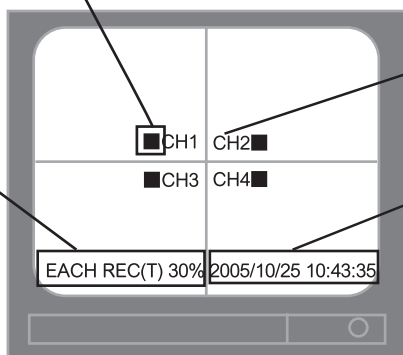 ■CH1 CH2■
■CH3 CH4■
EACH REC(T) 30% 2005/10/25 10:43:35